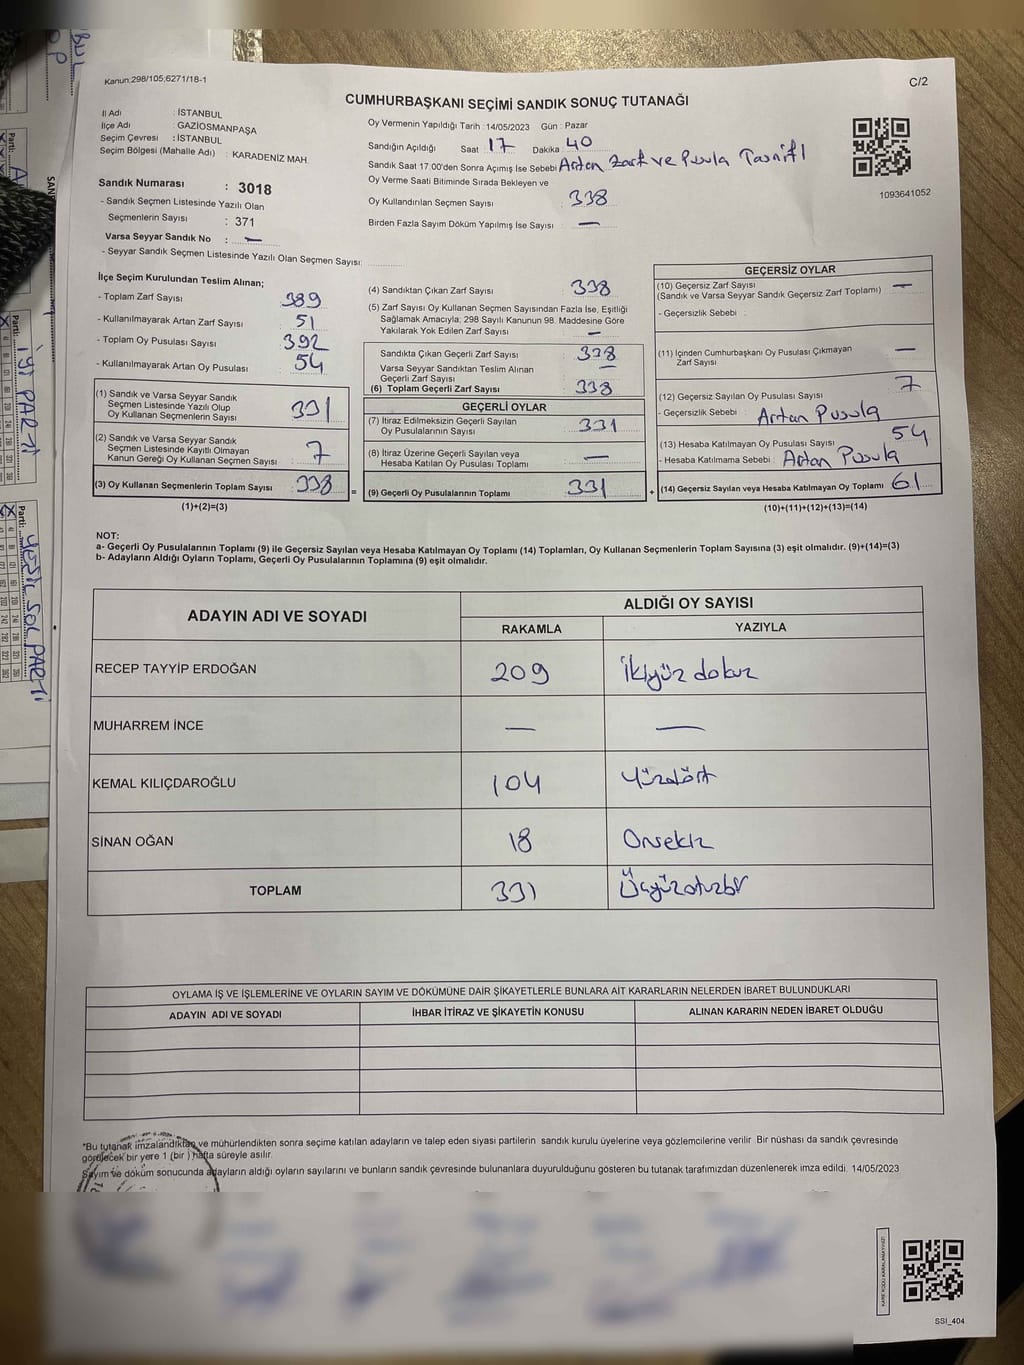 Kanun:298/105;6271/18-1
C/2
CUMHURBAŞKANI SEÇİMİ SANDIK SONUÇ TUTANAĞI
İl Adı : İSTANBUL
İlçe Adı : GAZİOSMANPAŞA
Seçim Çevresi : İSTANBUL
Seçim Bölgesi (Mahalle Adı) : KARADENİZ MAH.
Sandık Numarası : 3018
- Sandık Seçmen Listesinde Yazılı Olan
Seçmenlerin Sayısı : 371
Varsa Seyyar Sandık No : —
- Seyyar Sandık Seçmen Listesinde Yazılı Olan Seçmen Sayısı:
Oy Vermenin Yapıldığı Tarih : 14/05/2023 Gün : Pazar
Sandığın Açıldığı Saat 17 Dakika 40
Sandık Saat 17.00'den Sonra Açımış İse Sebebi Artan Zarf ve Pusula Tasnifi
Oy Verme Saati Bitiminde Sırada Bekleyen ve
Oy Kullandırılan Seçmen Sayısı : 338
Birden Fazla Sayım Döküm Yapılmış İse Sayısı : —
1093641052
İlçe Seçim Kurulundan Teslim Alınan;
- Toplam Zarf Sayısı : 389
- Kullanılmayarak Artan Zarf Sayısı : 51
- Toplam Oy Pusulası Sayısı : 392
- Kullanılmayarak Artan Oy Pusulası : 54
(1) Sandık ve Varsa Seyyar Sandık
Seçmen Listesinde Yazılı Olup
Oy Kullanan Seçmenlerin Sayısı : 331
(2) Sandık ve Varsa Seyyar Sandık
Seçmen Listesinde Kayıtlı Olmayan
Kanun Gereği Oy Kullanan Seçmen Sayısı : 7
(3) Oy Kullanan Seçmenlerin Toplam Sayısı : 338
(1)+(2)=(3)
(4) Sandıktan Çıkan Zarf Sayısı : 338
(5) Zarf Sayısı Oy Kullanan Seçmen Sayısından Fazla İse, Eşitliği
Sağlamak Amacıyla; 298 Sayılı Kanunun 98. Maddesine Göre
Yakılarak Yok Edilen Zarf Sayısı : —
Sandıkta Çıkan Geçerli Zarf Sayısı : 338
Varsa Seyyar Sandıktan Teslim Alınan
Geçerli Zarf Sayısı : —
(6) Toplam Geçerli Zarf Sayısı : 338
GEÇERLİ OYLAR
(7) İtiraz Edilmeksizin Geçerli Sayılan
Oy Pusulalarının Sayısı : 331
(8) İtiraz Üzerine Geçerli Sayılan veya
Hesaba Katılan Oy Pusulası Toplamı : —
= (9) Geçerli Oy Pusulalarının Toplamı : 331
GEÇERSİZ OYLAR
(10) Geçersiz Zarf Sayısı
(Sandık ve Varsa Seyyar Sandık Geçersiz Zarf Toplamı) : —
- Geçersizlik Sebebi :
(11) İçinden Cumhurbaşkanı Oy Pusulası Çıkmayan
Zarf Sayısı : —
(12) Geçersiz Sayılan Oy Pusulası Sayısı : 7
- Geçersizlik Sebebi : Artan Pusula
(13) Hesaba Katılmayan Oy Pusulası Sayısı : 54
- Hesaba Katılmama Sebebi : Artan Pusula
+ (14) Geçersiz Sayılan veya Hesaba Katılmayan Oy Toplamı : 61
(10)+(11)+(12)+(13)=(14)
NOT:
a- Geçerli Oy Pusulalarının Toplamı (9) ile Geçersiz Sayılan veya Hesaba Katılmayan Oy Toplamı (14) Toplamları, Oy Kullanan Seçmenlerin Toplam Sayısına (3) eşit olmalıdır. (9)+(14)=(3)
b- Adayların Aldığı Oyların Toplamı, Geçerli Oy Pusulalarının Toplamına (9) eşit olmalıdır.
ADAYIN ADI VE SOYADI
ALDIĞI OY SAYISI
RAKAMLA YAZIYLA
RECEP TAYYİP ERDOĞAN 209 İkiyüz dokuz
MUHARREM İNCE — —
KEMAL KILIÇDAROĞLU 104 Yüzdört
SİNAN OĞAN 18 Onsekiz
TOPLAM 331 Üçyüzotuzbir
OYLAMA İŞ VE İŞLEMLERİNE VE OYLARIN SAYIM VE DÖKÜMÜNE DAİR ŞİKAYETLERLE BUNLARA AİT KARARLARIN NELERDEN İBARET BULUNDUKLARI
ADAYIN ADI VE SOYADI İHBAR İTİRAZ VE ŞİKAYETİN KONUSU ALINAN KARARIN NEDEN İBARET OLDUĞU
*Bu tutanak imzalandıktan ve mühürlendikten sonra seçime katılan adayların ve talep eden siyasi partilerin sandık kurulu üyelerine veya gözlemcilerine verilir. Bir nüshası da sandık çevresinde
görülecek bir yere 1 (bir ) hafta süreyle asılır.
Sayım ve döküm sonucunda adayların aldığı oyların sayılarını ve bunların sandık çevresinde bulunanlara duyurulduğunu gösteren bu tutanak tarafımızdan düzenlenerek imza edildi. 14/05/2023
SSI_404
Parti: İYİ PARTİ
Parti: YEŞİL SOL PARTİ